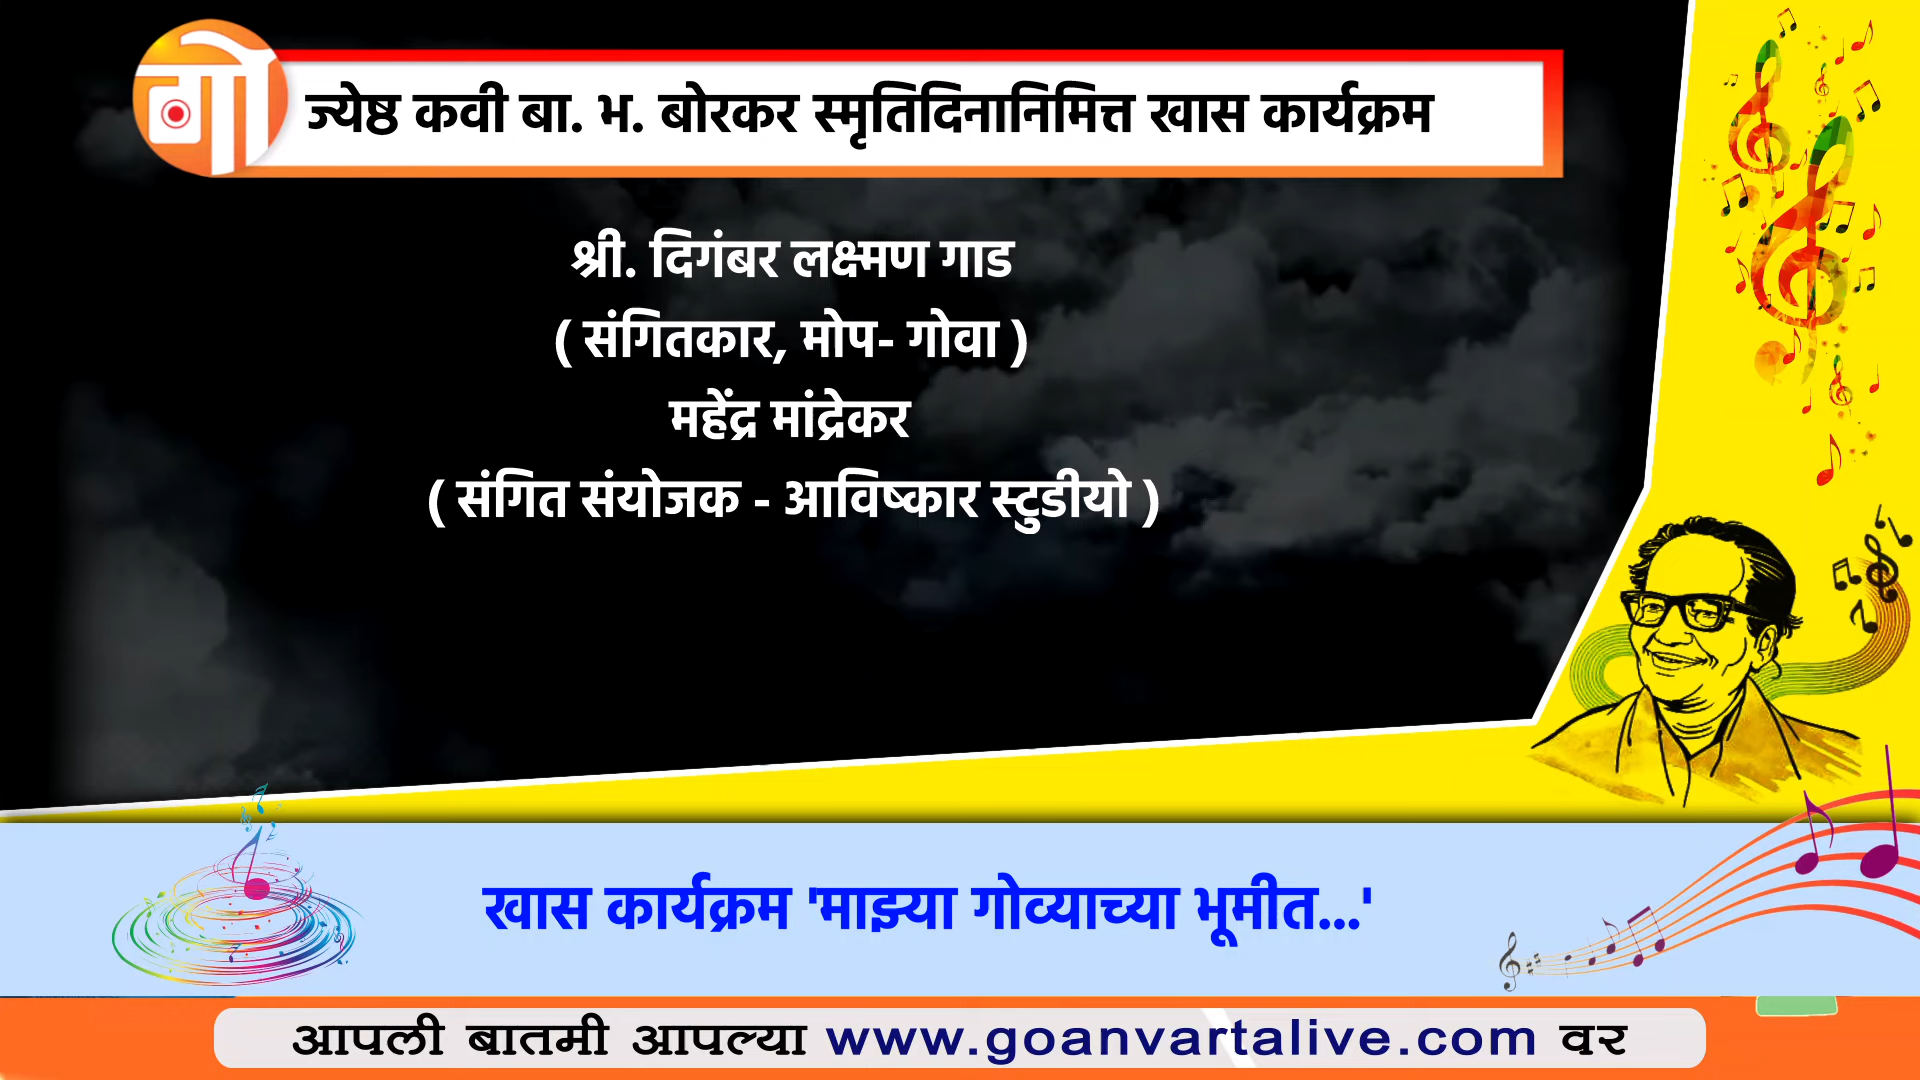 गो
ज्येष्ठ कवी बा. भ. बोरकर स्मृतिदिनानिमित्त खास कार्यक्रम
श्री. दिगंबर लक्ष्मण गाड
( संगितकार, मोप- गोवा )
महेंद्र मांद्रेकर
( संगित संयोजक - आविष्कार स्टुडीयो )
खास कार्यक्रम 'माझ्या गोव्याच्या भूमीत...'
आपली बातमी आपल्या www.goanvartalive.com वर